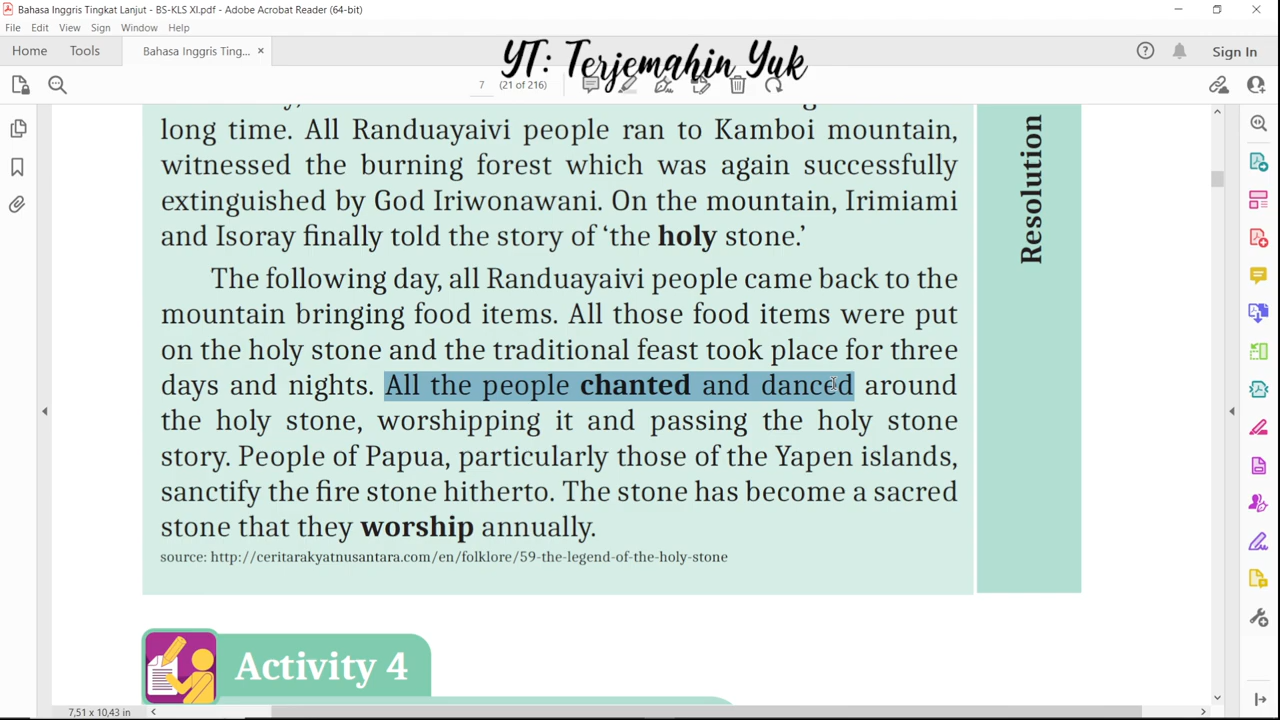 Bahasa Inggris Tingkat Lanjut - BS-KLS XI.pdf - Adobe Acrobat Reader (64-bit)
File Edit View Sign Window Help
Home Tools Bahasa Inggris Ting... × Sign In
YT: Terjemahin Yuk
7 (21 of 216)
long time. All Randuayaivi people ran to Kamboi mountain,
witnessed the burning forest which was again successfully
extinguished by God Iriwonawani. On the mountain, Irimiami
and Isoray finally told the story of ‘the holy stone.’
The following day, all Randuayaivi people came back to the
mountain bringing food items. All those food items were put
on the holy stone and the traditional feast took place for three
days and nights. All the people chanted and danced around
the holy stone, worshipping it and passing the holy stone
story. People of Papua, particularly those of the Yapen islands,
sanctify the fire stone hitherto. The stone has become a sacred
stone that they worship annually.
source: http://ceritarakyatnusantara.com/en/folklore/59-the-legend-of-the-holy-stone
Resolution
Activity 4
7,51 x 10,43 in